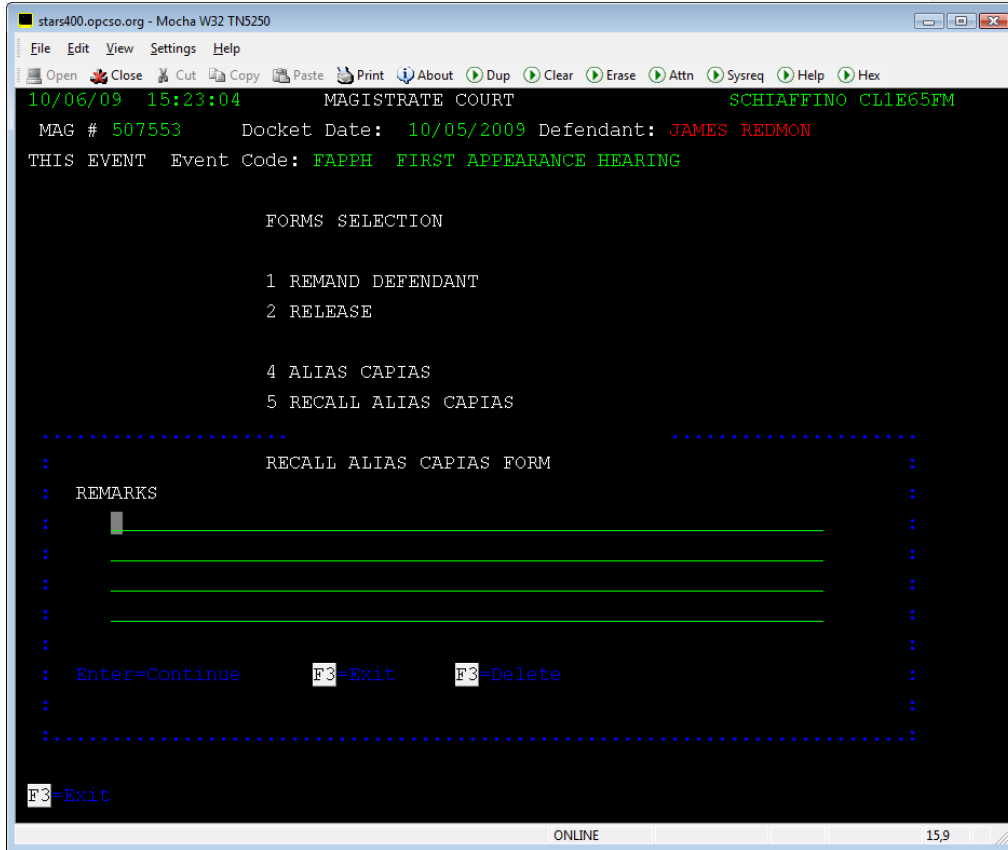 stars400.opcso.org - Mocha W32 TN5250
File Edit View Settings Help
Open Close Cut Copy Paste Print About Dup Clear Erase Attn Sysreq Help Hex
10/06/09 15:23:04 MAGISTRATE COURT SCHIAFFINO CL1E65FM
MAG # 507553 Docket Date: 10/05/2009 Defendant: JAMES REDMON
THIS EVENT Event Code: FAPPH FIRST APPEARANCE HEARING
FORMS SELECTION
1 REMAND DEFENDANT
2 RELEASE
4 ALIAS CAPIAS
5 RECALL ALIAS CAPIAS
RECALL ALIAS CAPIAS FORM
REMARKS
Enter=Continue F3=Exit F3=Delete
F3=Exit
ONLINE 15,9